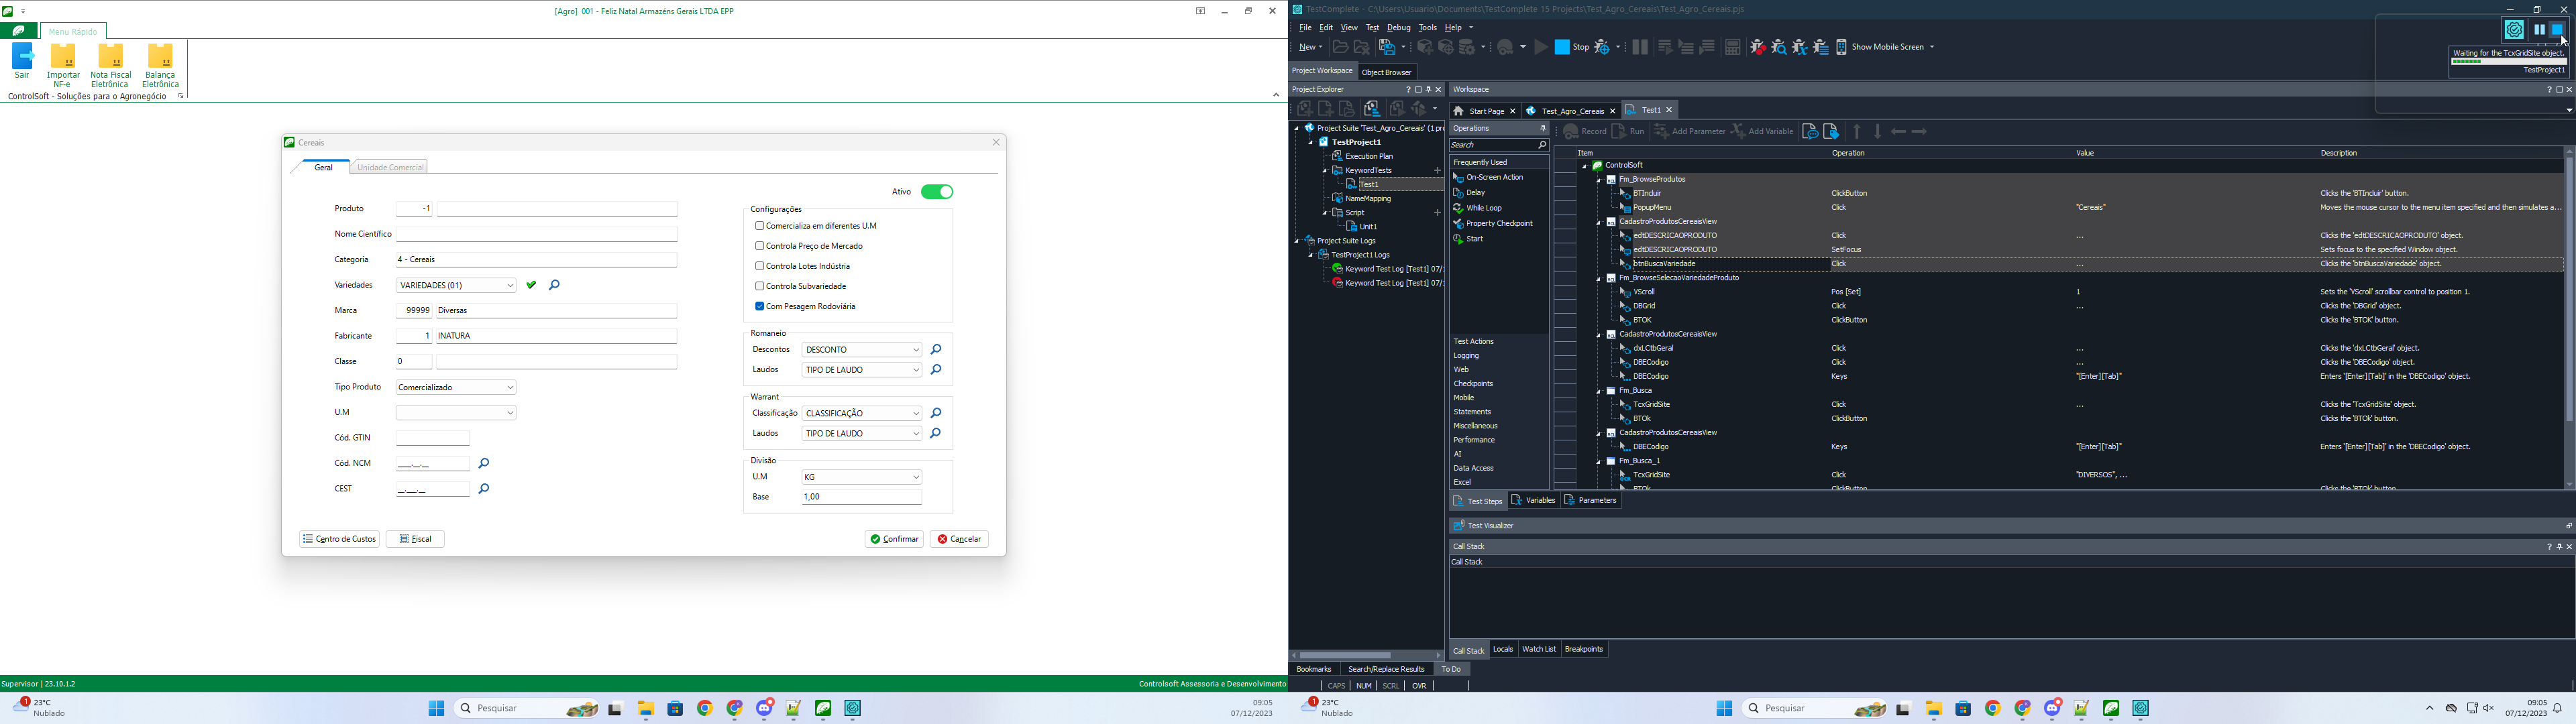 [Agro] 001 - Feliz Natal Armazéns Gerais LTDA EPP
Menu Rápido
Sair
Importar NF-e
Nota Fiscal Eletrônica
Balança Eletrônica
ControlSoft - Soluções para o Agronegócio
Cereais
Geral
Unidade Comercial
Ativo
Produto -1
Nome Científico
Categoria 4 - Cereais
Variedades VARIEDADES (01)
Marca 99999 Diversas
Fabricante 1 INATURA
Classe 0
Tipo Produto Comercializado
U.M
Cód. GTIN
Cód. NCM ____.__.__
CEST __.___.__
Configurações
Comercializa em diferentes U.M
Controla Preço de Mercado
Controla Lotes Indústria
Controla Subvariedade
Com Pesagem Rodoviária
Romaneio
Descontos DESCONTO
Laudos TIPO DE LAUDO
Warrant
Classificação CLASSIFICAÇÃO
Laudos TIPO DE LAUDO
Divisão
U.M KG
Base 1,00
Centro de Custos
Fiscal
Confirmar
Cancelar
Supervisor | 23.10.1.2
Controlsoft Assessoria e Desenvolvimento
1
23°C
Nublado
Pesquisar
09:05
07/12/2023
TestComplete - C:\Users\Usuario\Documents\TestComplete 15 Projects\Test_Agro_Cereais\Test_Agro_Cereais.pjs
File Edit View Test Debug Tools Help
New
Stop
Show Mobile Screen
Waiting for the TcxGridSite object.
TestProject1
Project Workspace
Object Browser
Project Explorer
Workspace
Start Page
Test_Agro_Cereais
Test1
Project Suite 'Test_Agro_Cereais' (1 pro
TestProject1
Execution Plan
KeywordTests
Test1
NameMapping
Script
Unit1
Project Suite Logs
TestProject1 Logs
Keyword Test Log [Test1] 07/
Keyword Test Log [Test1] 07/
Operations
Search
Frequently Used
On-Screen Action
Delay
While Loop
Property Checkpoint
Start
Test Actions
Logging
Web
Checkpoints
Mobile
Statements
Miscellaneous
Performance
AI
Data Access
Excel
Record Run Add Parameter Add Variable
Item Operation Value Description
ControlSoft
Fm_BrowseProdutos
BTIncluir ClickButton Clicks the 'BTIncluir' button.
PopupMenu Click "Cereais" Moves the mouse cursor to the menu item specified and then simulates a...
CadastroProdutosCereaisView
edtDESCRICAOPRODUTO Click ... Clicks the 'edtDESCRICAOPRODUTO' object.
edtDESCRICAOPRODUTO SetFocus Sets focus to the specified Window object.
btnBuscaVariedade Click ... Clicks the 'btnBuscaVariedade' object.
Fm_BrowseSelecaoVariedadeProduto
VScroll Pos [Set] 1 Sets the 'VScroll' scrollbar control to position 1.
DBGrid Click ... Clicks the 'DBGrid' object.
BTOK ClickButton Clicks the 'BTOK' button.
CadastroProdutosCereaisView
dxLCtbGeral Click ... Clicks the 'dxLCtbGeral' object.
DBECodigo Click ... Clicks the 'DBECodigo' object.
DBECodigo Keys "[Enter][Tab]" Enters '[Enter][Tab]' in the 'DBECodigo' object.
Fm_Busca
TcxGridSite Click ... Clicks the 'TcxGridSite' object.
BTOk ClickButton Clicks the 'BTOk' button.
CadastroProdutosCereaisView
DBECodigo Keys "[Enter][Tab]" Enters '[Enter][Tab]' in the 'DBECodigo' object.
Fm_Busca_1
TcxGridSite Click "DIVERSOS", ... Clicks the 'TcxGridSite' object.
BTOk ClickButton Clicks the 'BTOk' button.
Test Steps
Variables
Parameters
Test Visualizer
Call Stack
Call Stack
Call Stack
Locals
Watch List
Breakpoints
Bookmarks
Search/Replace Results
To Do
CAPS NUM SCRL OVR
1
23°C
Nublado
Pesquisar
09:05
07/12/2023